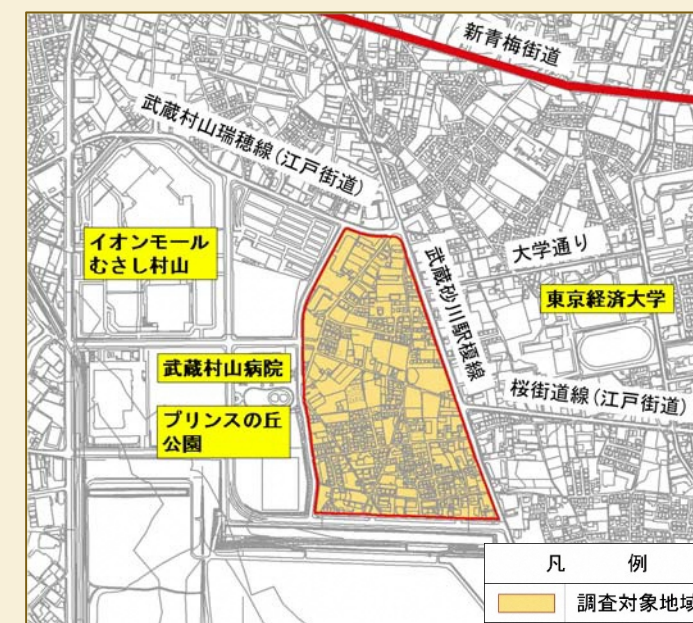 新青梅街道
武蔵村山瑞穂線(江戸街道)
イオンモール
むさし村山
大学通り
武蔵砂川駅榎線
東京経済大学
武蔵村山病院
桜街道線(江戸街道)
プリンスの丘
公園
凡 例
調査対象地域